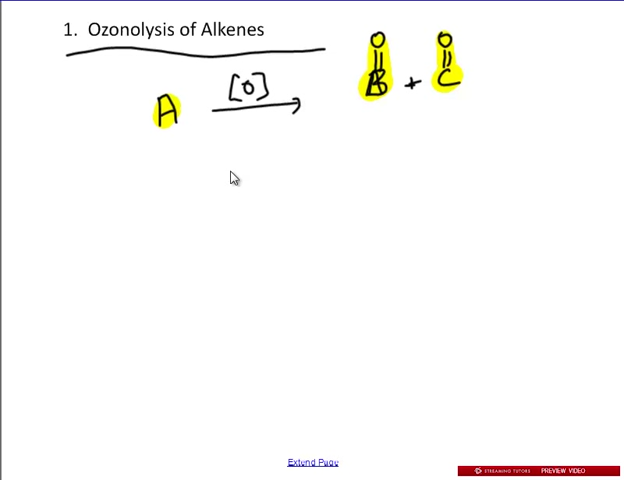 1. Ozonolysis of Alkenes
O O
|| ||
A [O] → B + C
Extend Page
STREAMING TUTORS PREVIEW VIDEO